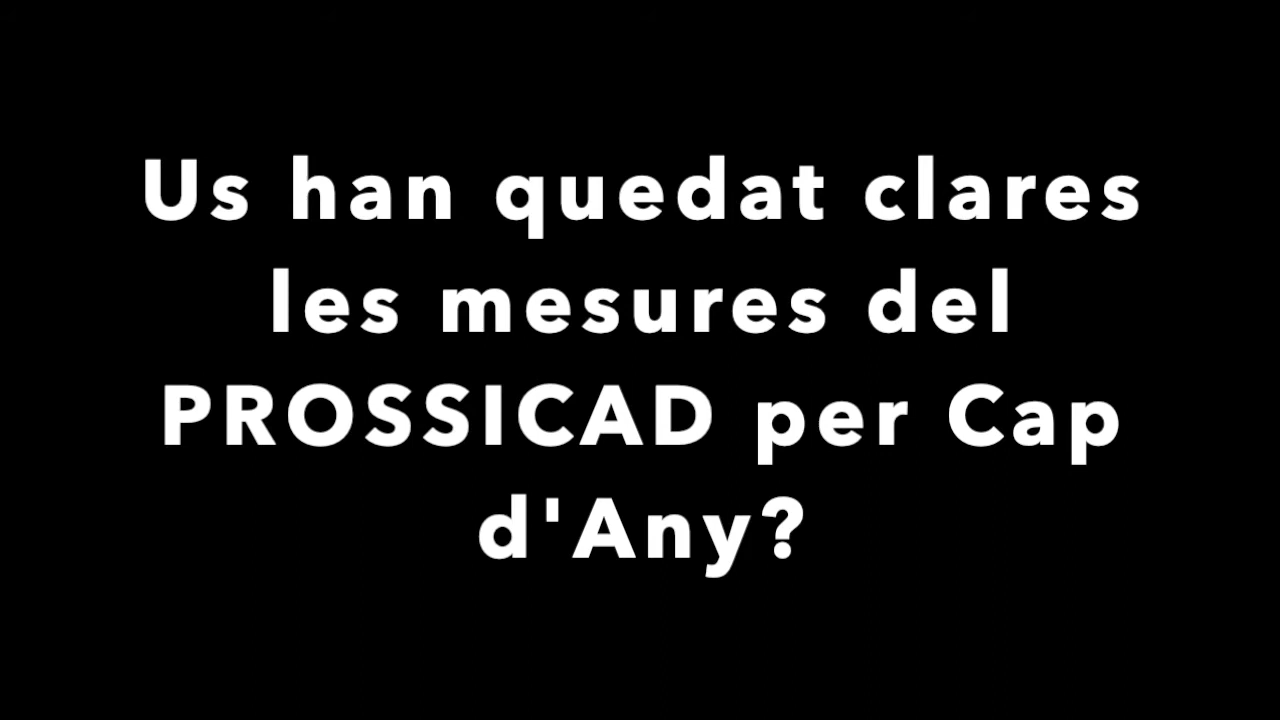 Us han quedat clares
les mesures del
PROSSICAD per Cap
d'Any?